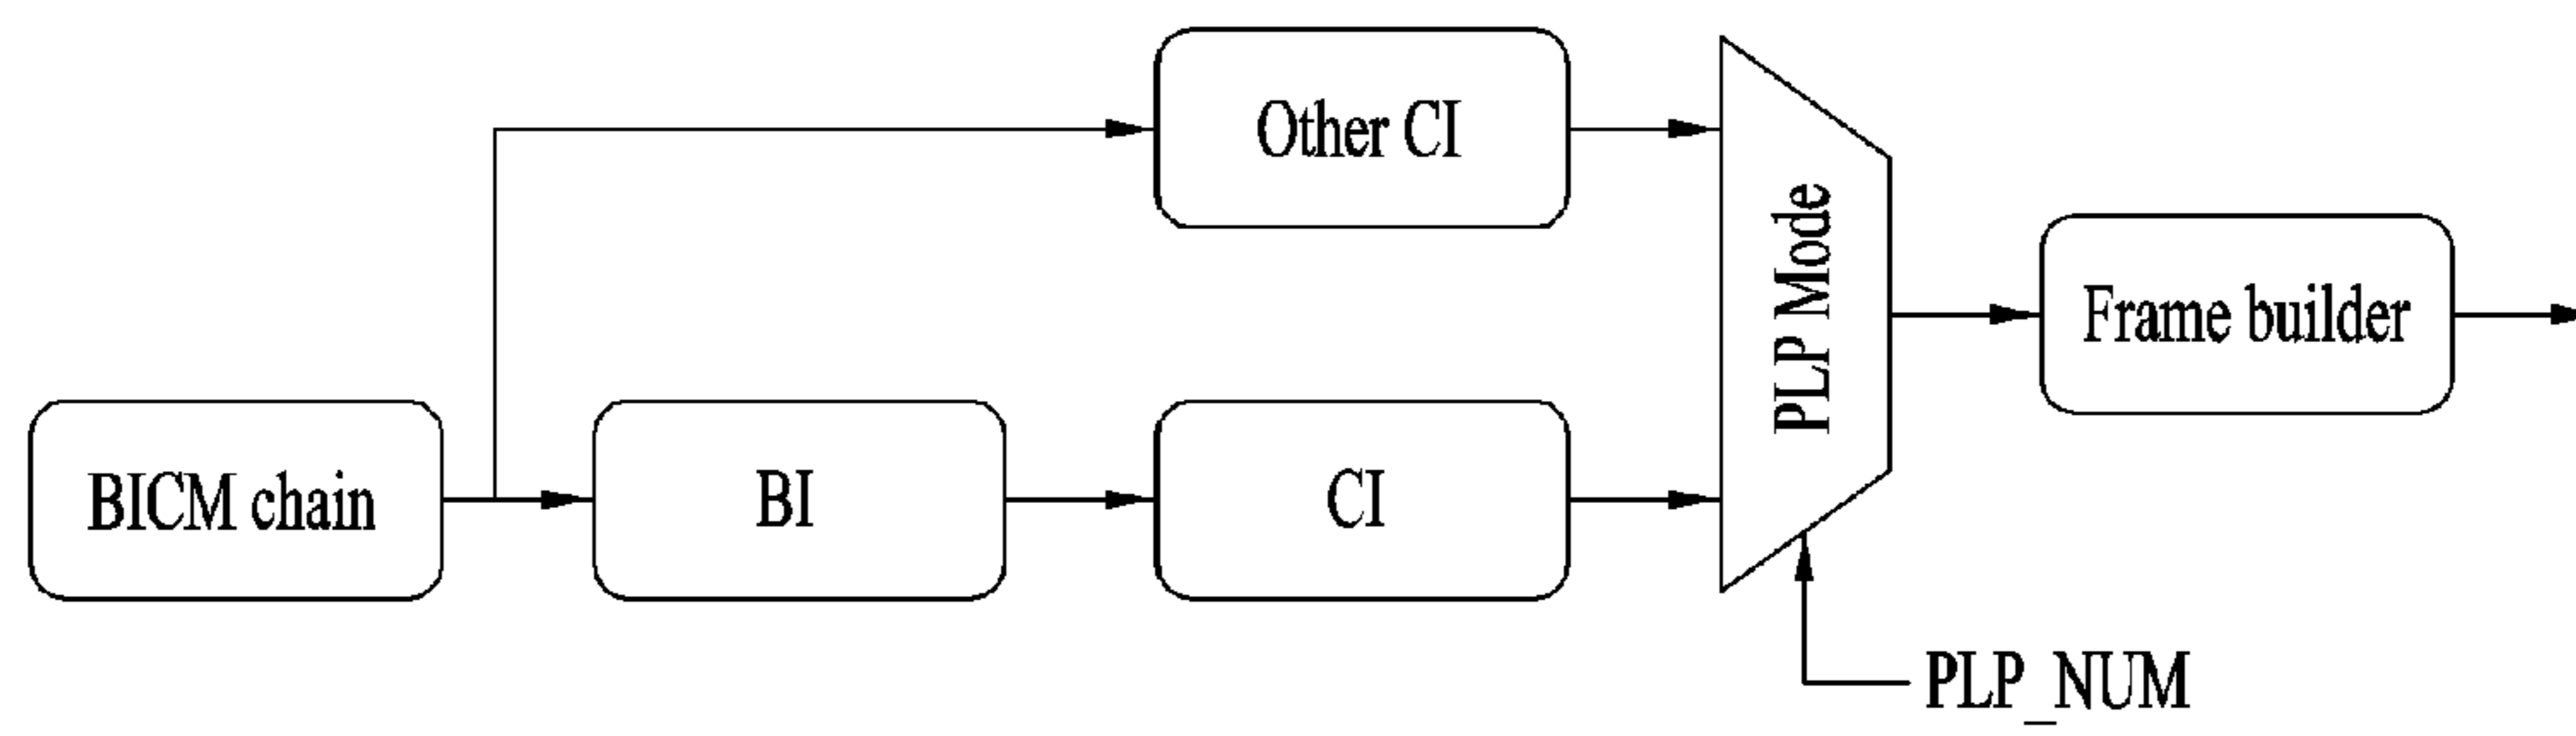 Other CI
PLP Mode
Frame builder
BICM chain
BI
CI
PLP_NUM